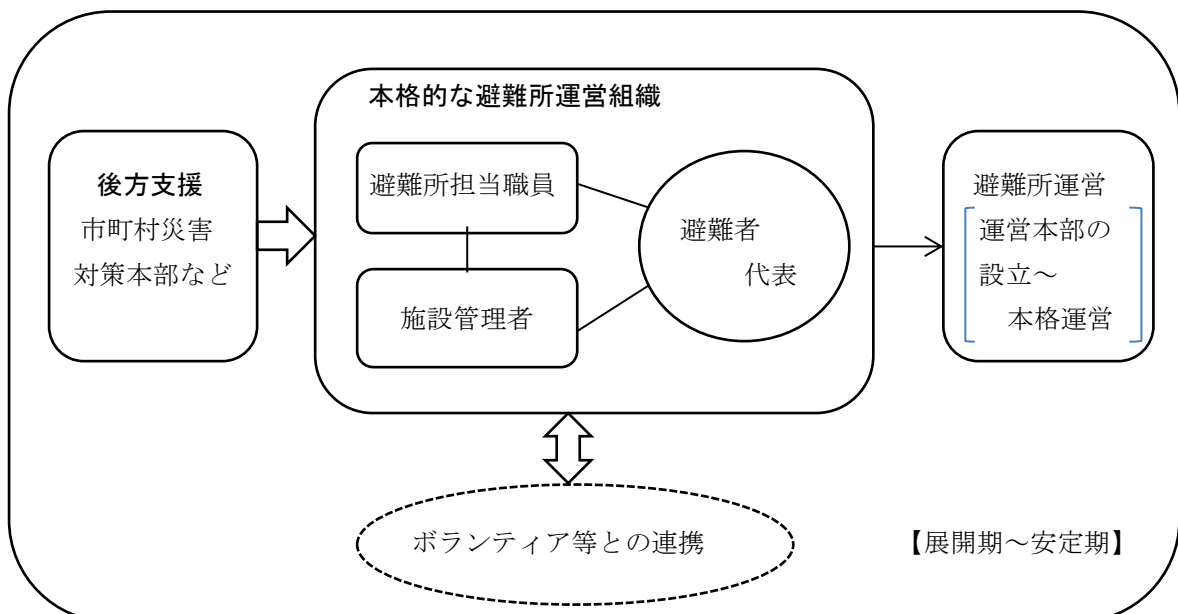 本格的な避難所運営組織
後方支援
市町村災害
対策本部など
避難所担当職員
施設管理者
避難者
代表
避難所運営
運営本部の
設立～
本格運営
ボランティア等との連携
【展開期～安定期】